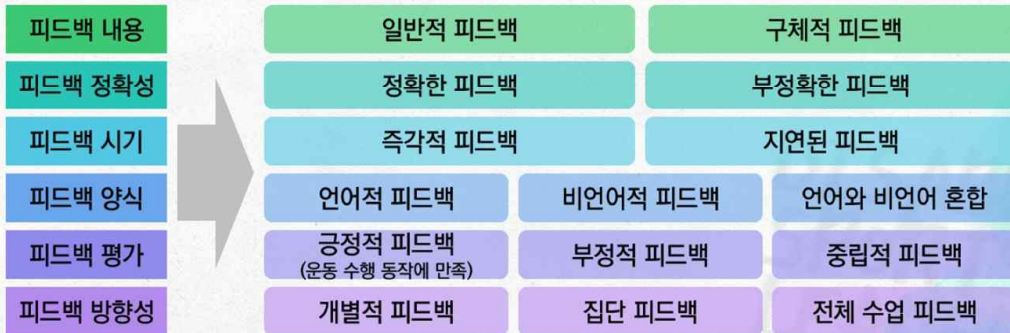 피드백 내용 일반적 피드백 구체적 피드백
피드백 정확성 정확한 피드백 부정확한 피드백
피드백 시기 즉각적 피드백 지연된 피드백
피드백 양식 언어적 피드백 비언어적 피드백 언어와 비언어 혼합
피드백 평가 긍정적 피드백 부정적 피드백 중립적 피드백
(운동 수행 동작에 만족)
피드백 방향성 개별적 피드백 집단 피드백 전체 수업 피드백